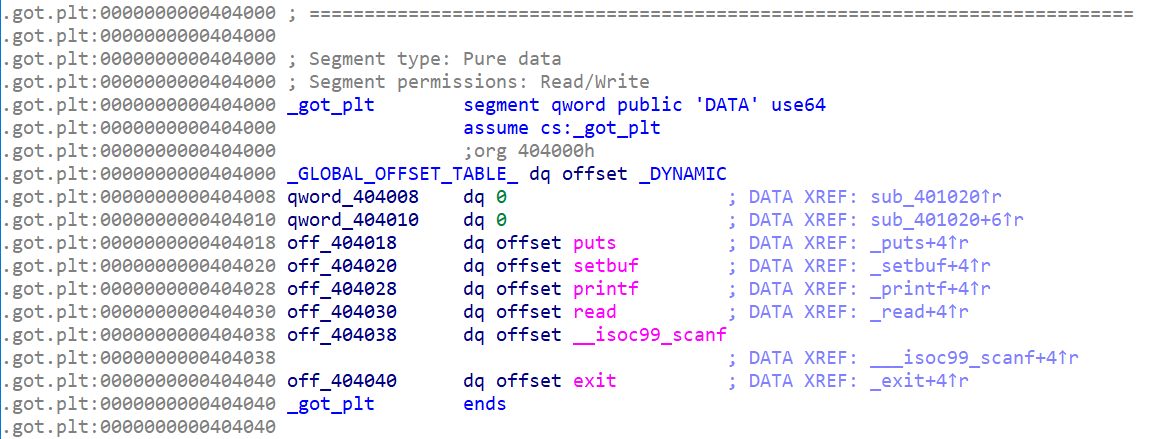 .got.plt:0000000000404000 ; ===========================================================================
.got.plt:0000000000404000
.got.plt:0000000000404000 ; Segment type: Pure data
.got.plt:0000000000404000 ; Segment permissions: Read/Write
.got.plt:0000000000404000 _got_plt        segment qword public 'DATA' use64
.got.plt:0000000000404000                 assume cs:_got_plt
.got.plt:0000000000404000                 ;org 404000h
.got.plt:0000000000404000 _GLOBAL_OFFSET_TABLE_ dq offset _DYNAMIC
.got.plt:0000000000404008 qword_404008    dq 0                    ; DATA XREF: sub_401020↑r
.got.plt:0000000000404010 qword_404010    dq 0                    ; DATA XREF: sub_401020+6↑r
.got.plt:0000000000404018 off_404018      dq offset puts          ; DATA XREF: _puts+4↑r
.got.plt:0000000000404020 off_404020      dq offset setbuf        ; DATA XREF: _setbuf+4↑r
.got.plt:0000000000404028 off_404028      dq offset printf        ; DATA XREF: _printf+4↑r
.got.plt:0000000000404030 off_404030      dq offset read          ; DATA XREF: _read+4↑r
.got.plt:0000000000404038 off_404038      dq offset __isoc99_scanf
.got.plt:0000000000404038                                         ; DATA XREF: ___isoc99_scanf+4↑r
.got.plt:0000000000404040 off_404040      dq offset exit          ; DATA XREF: _exit+4↑r
.got.plt:0000000000404040 _got_plt        ends
.got.plt:0000000000404040